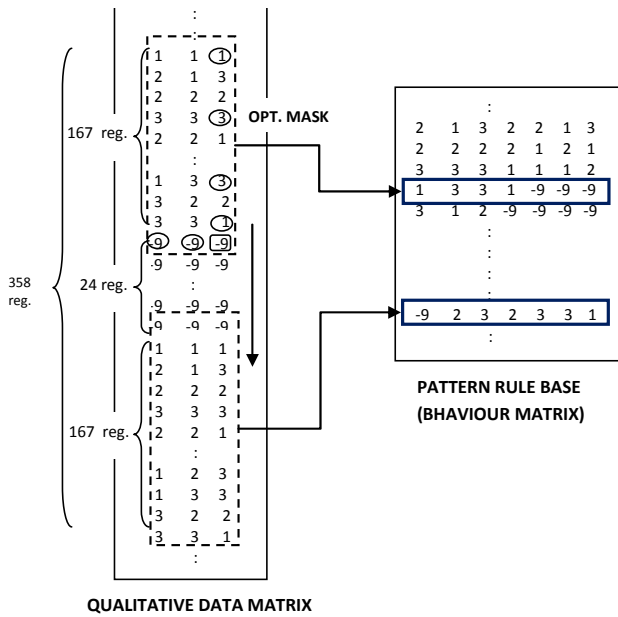 :
:
1 1 1
2 1 3
2 2 2
3 3 3
2 2 1
:
1 3 3
3 2 2
3 3 1
-9 -9 -9
-9 -9 -9
:
-9 -9 -9
-9 -9 -9
1 1 1
2 1 3
2 2 2
3 3 3
2 2 1
:
1 2 3
1 3 3
3 2 2
3 3 1
:
167 reg.
358
reg.
24 reg.
167 reg.
QUALITATIVE DATA MATRIX
OPT. MASK
:
2 1 3 2 2 1 3
2 2 2 2 1 2 1
3 3 3 1 1 1 2
1 3 3 1 -9 -9 -9
3 1 2 -9 -9 -9 -9
:
:
:
:
:
-9 2 3 2 3 3 1
:
PATTERN RULE BASE
(BHAVIOUR MATRIX)